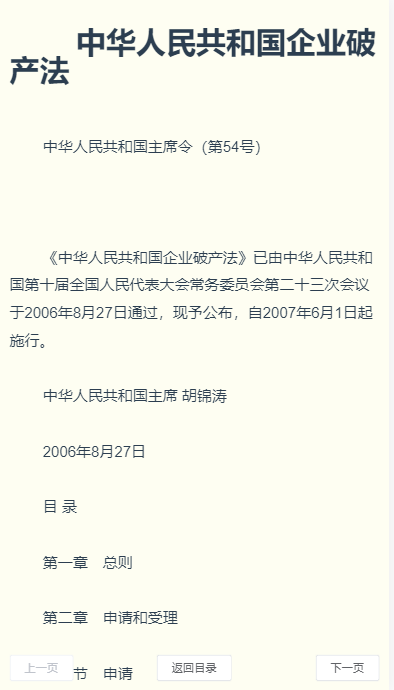 中华人民共和国企业破
产法
中华人民共和国主席令（第54号）
《中华人民共和国企业破产法》已由中华人民共和
国第十届全国人民代表大会常务委员会第二十三次会议
于2006年8月27日通过，现予公布，自2007年6月1日起
施行。
中华人民共和国主席 胡锦涛
2006年8月27日
目 录
第一章　总则
第二章　申请和受理
节　申请
上一页
返回目录
下一页